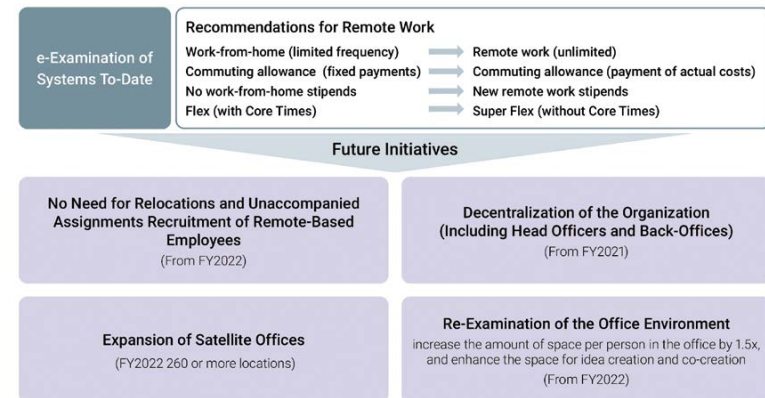 e-Examination of
Systems To-Date
Recommendations for Remote Work
Work-from-home (limited frequency) Remote work (unlimited)
Commuting allowance (fixed payments) Commuting allowance (payment of actual costs)
No work-from-home stipends New remote work stipends
Flex (with Core Times) Super Flex (without Core Times)
Future Initiatives
No Need for Relocations and Unaccompanied
Assignments Recruitment of Remote-Based
Employees
(From FY2022)
Decentralization of the Organization
(Including Head Officers and Back-Offices)
(From FY2021)
Expansion of Satellite Offices
(FY2022 260 or more locations)
Re-Examination of the Office Environment
increase the amount of space per person in the office by 1.5x,
and enhance the space for idea creation and co-creation
(From FY2022)